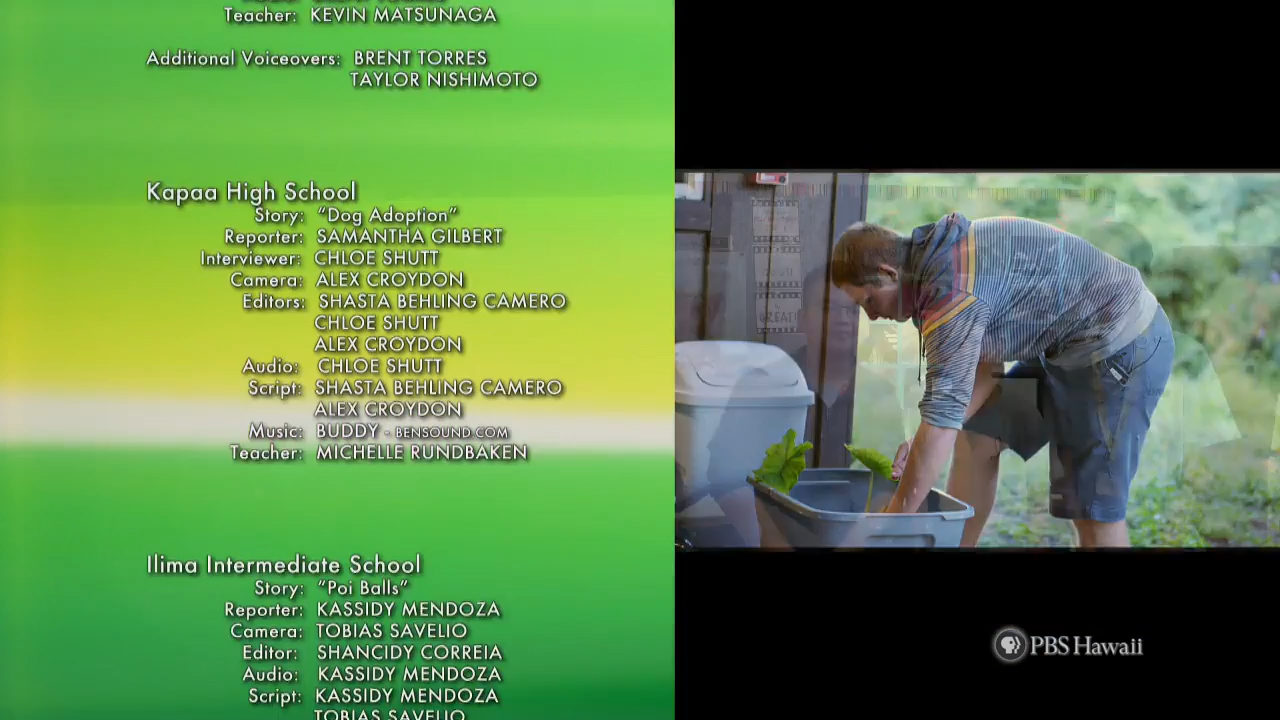 Teacher: KEVIN MATSUNAGA
Additional Voiceovers: BRENT TORRES
TAYLOR NISHIMOTO
Kapaa High School
Story: "Dog Adoption"
Reporter: SAMANTHA GILBERT
Interviewer: CHLOE SHUTT
Camera: ALEX CROYDON
Editors: SHASTA BEHLING CAMERO
CHLOE SHUTT
ALEX CROYDON
Audio: CHLOE SHUTT
Script: SHASTA BEHLING CAMERO
ALEX CROYDON
Music: BUDDY - BENSOUND.COM
Teacher: MICHELLE RUNDBAKEN
Ilima Intermediate School
Story: "Poi Balls"
Reporter: KASSIDY MENDOZA
Camera: TOBIAS SAVELIO
Editor: SHANCIDY CORREIA
Audio: KASSIDY MENDOZA
Script: KASSIDY MENDOZA
TOBIAS SAVELIO
PBS Hawaii